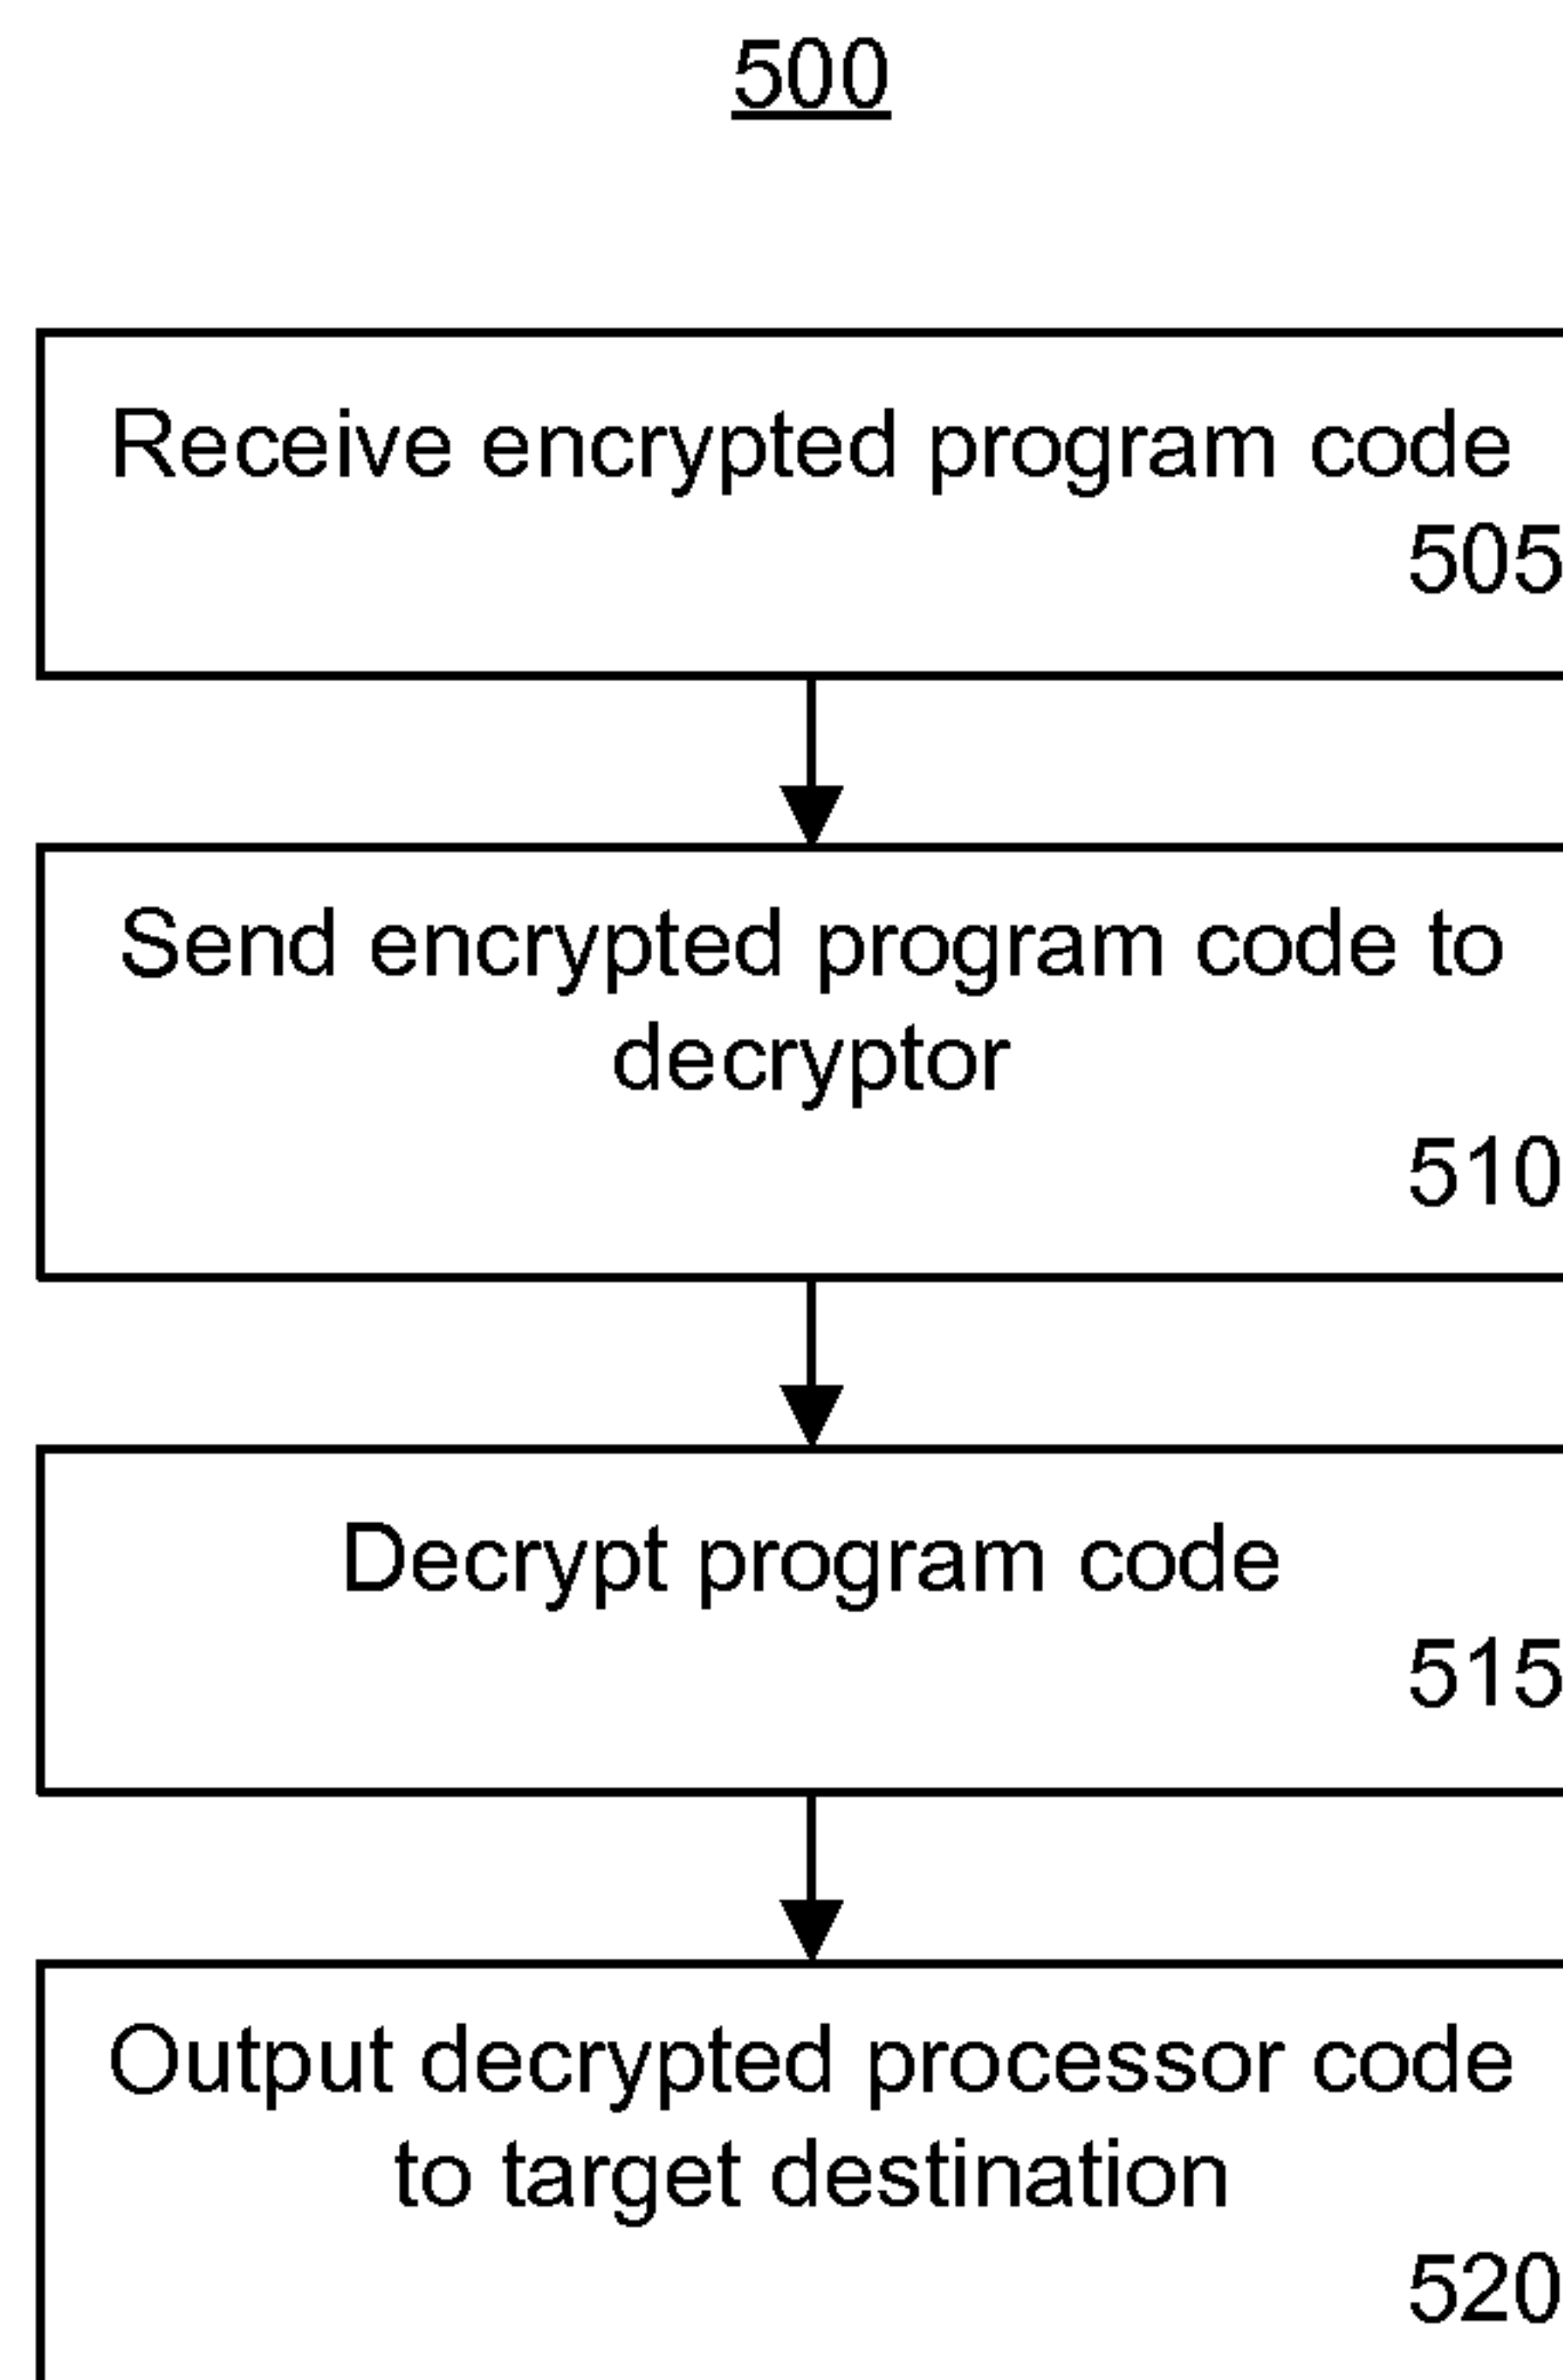 500
Receive encrypted program code
505
Send encrypted program code to
decryptor
510
Decrypt program code
515
Output decrypted processor code
to target destination
520